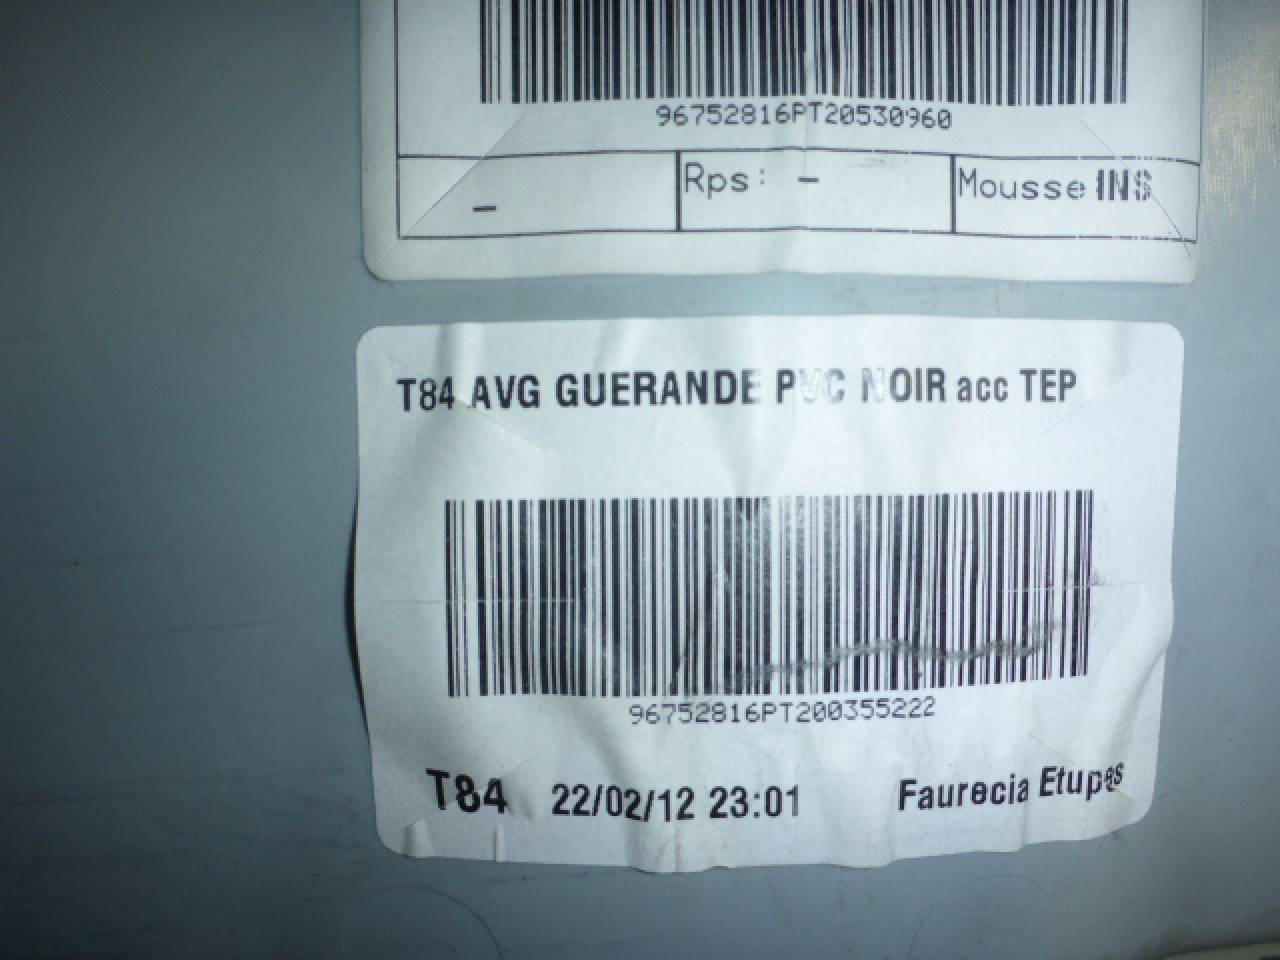 96752816PT20530960
-
Rps: -
Mousse INS
T84 AVG GUERANDE PVC NOIR acc TEP
96752816PT200355222
T84 22/02/12 23:01 Faurecia Etupes